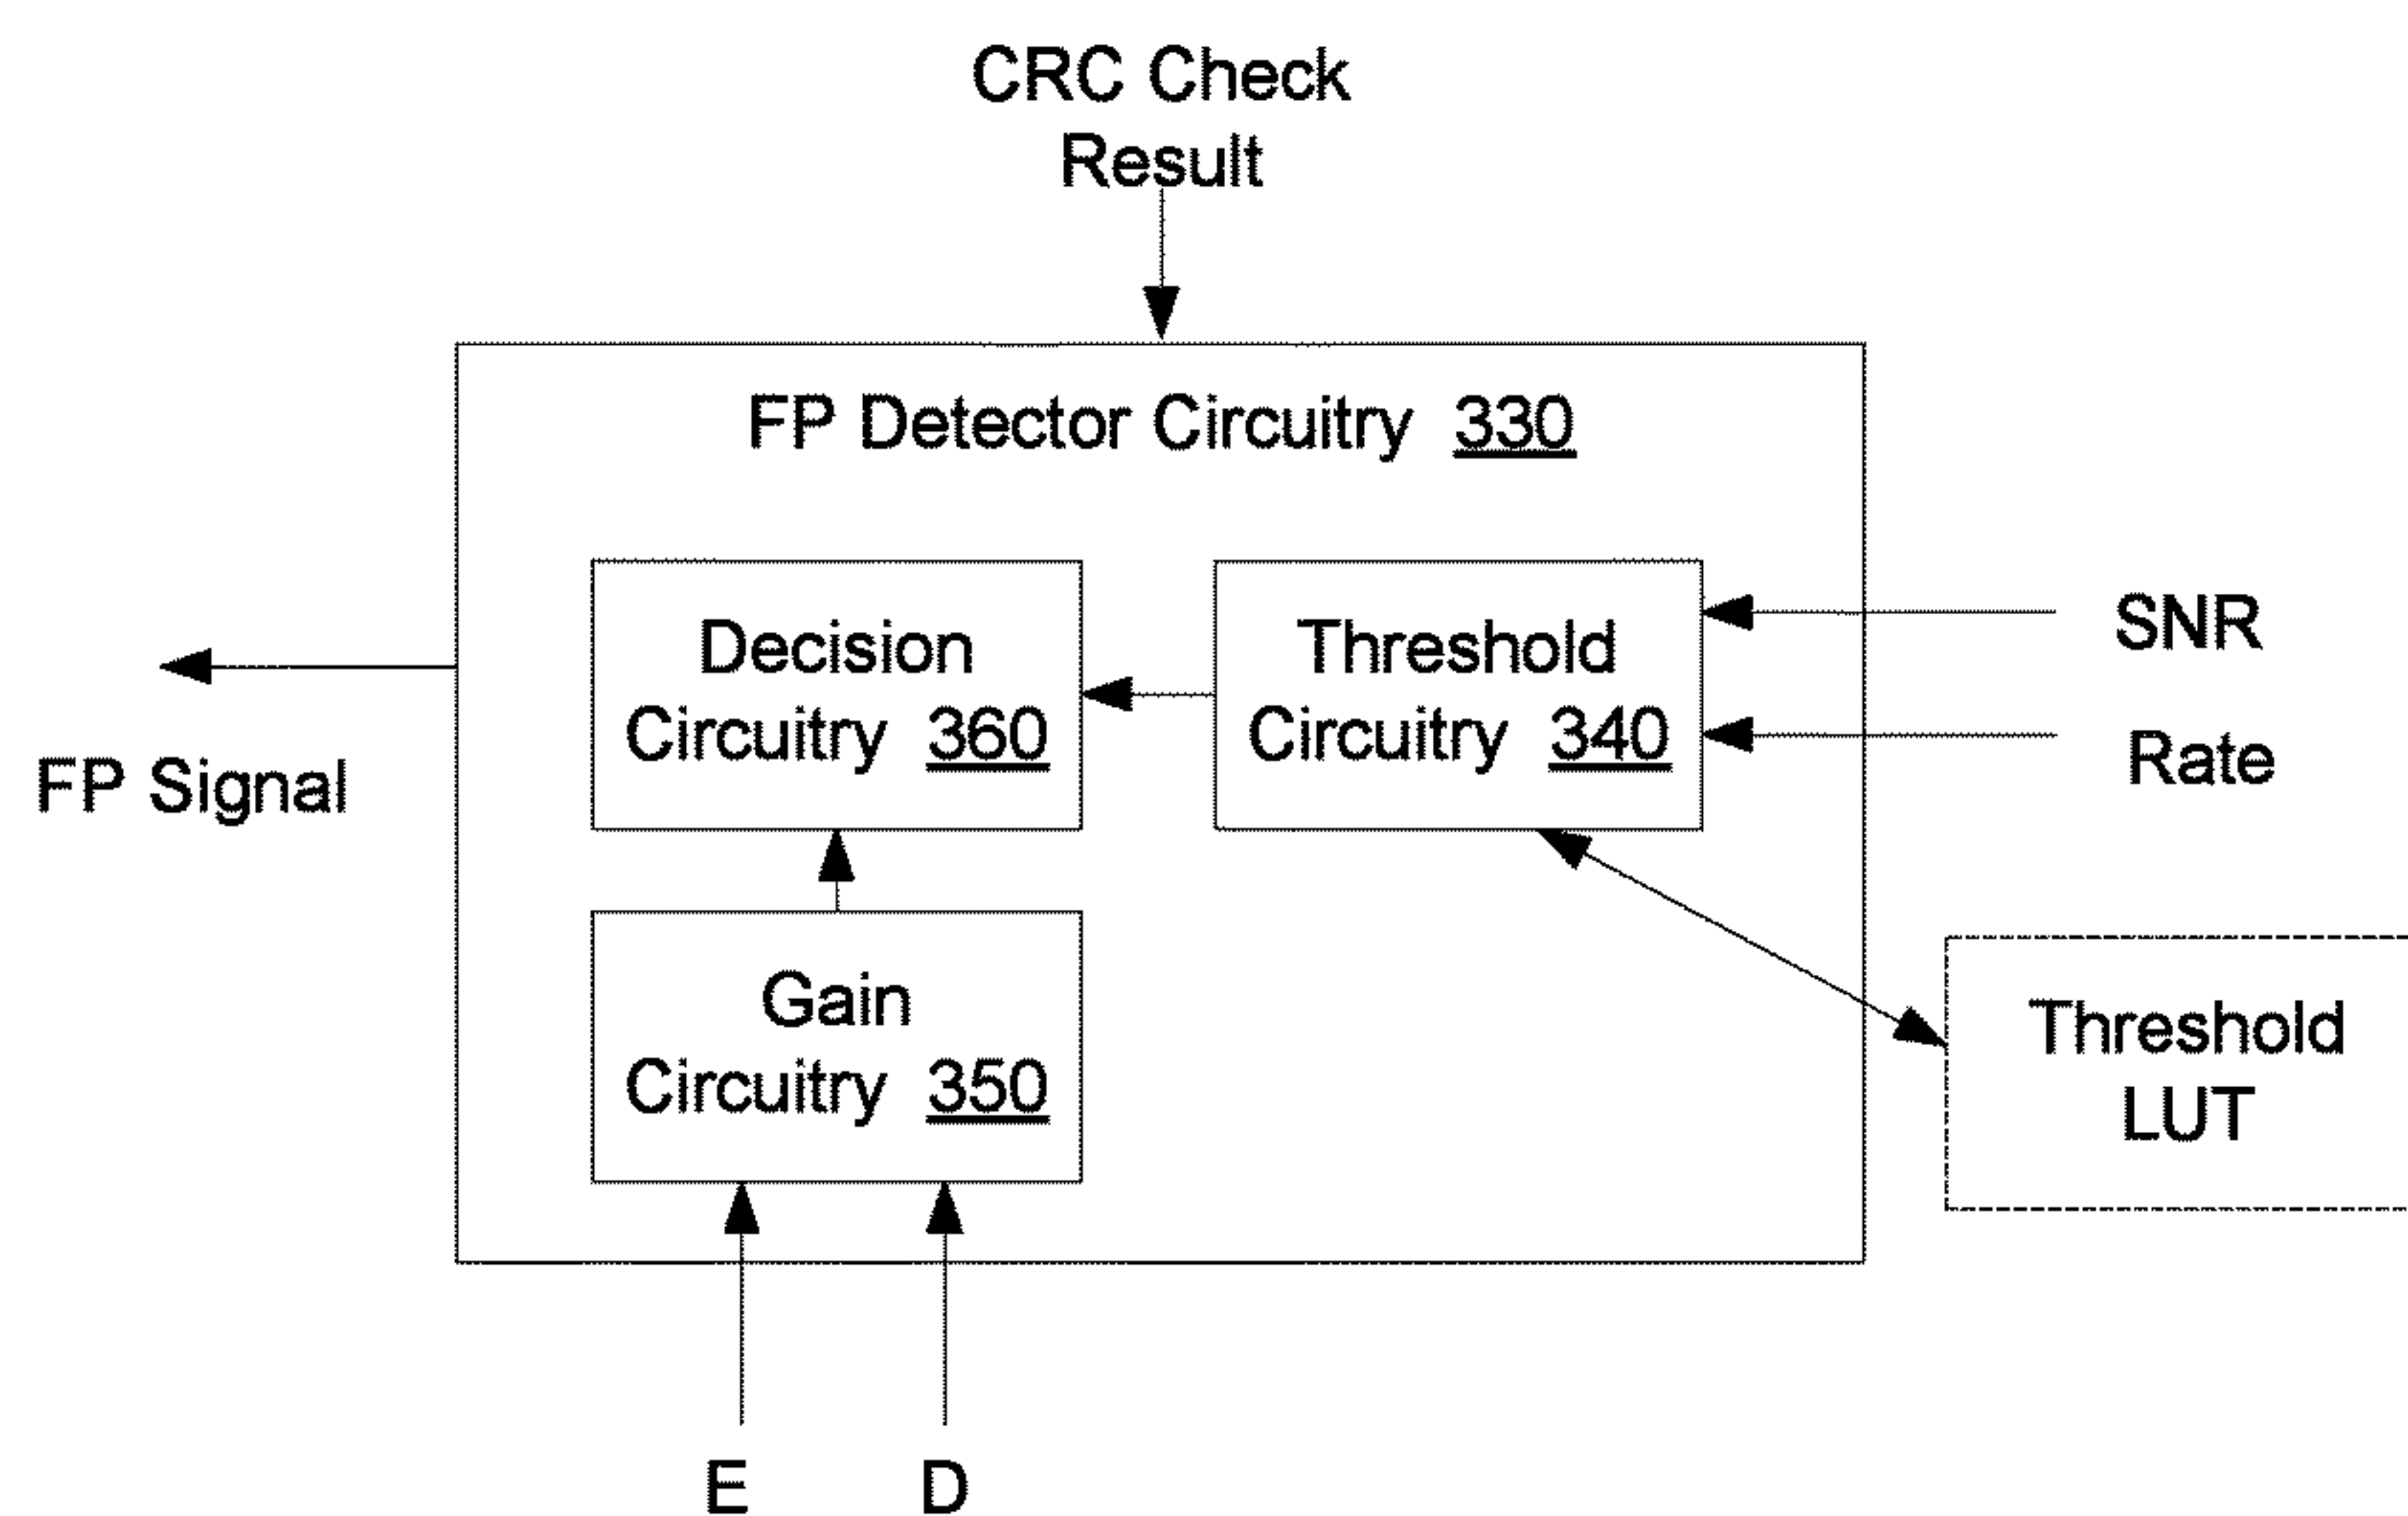 CRC Check
Result
FP Detector Circuitry 330
Decision
Circuitry 360
Threshold
Circuitry 340
SNR
Rate
FP Signal
Gain
Circuitry 350
Threshold
LUT
E
D